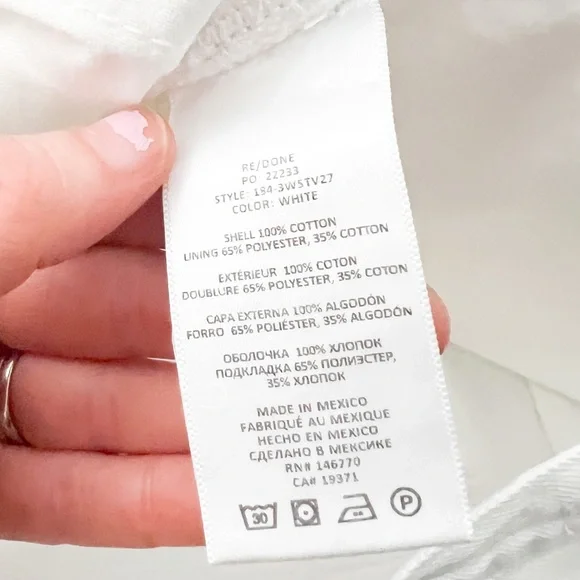 RE/DONE
PO 22233
STYLE: 184-3W5TV27
COLOR: WHITE
SHELL 100% COTTON
LINING 65% POLYESTER, 35% COTTON
EXTÉRIEUR 100% COTON
DOUBLURE 65% POLYESTER, 35% COTON
CAPA EXTERNA 100% ALGODÓN
FORRO 65% POLIÉSTER, 35% ALGODÓN
ОБОЛОЧКА 100% ХЛОПОК
ПОДКЛАДКА 65% ПОЛИЭСТЕР,
35% ХЛОПОК
MADE IN MEXICO
FABRIQUÉ AU MEXIQUE
HECHO EN MEXICO
СДЕЛАНО В МЕКСИКЕ
RN# 146770
CA# 19371
30 P